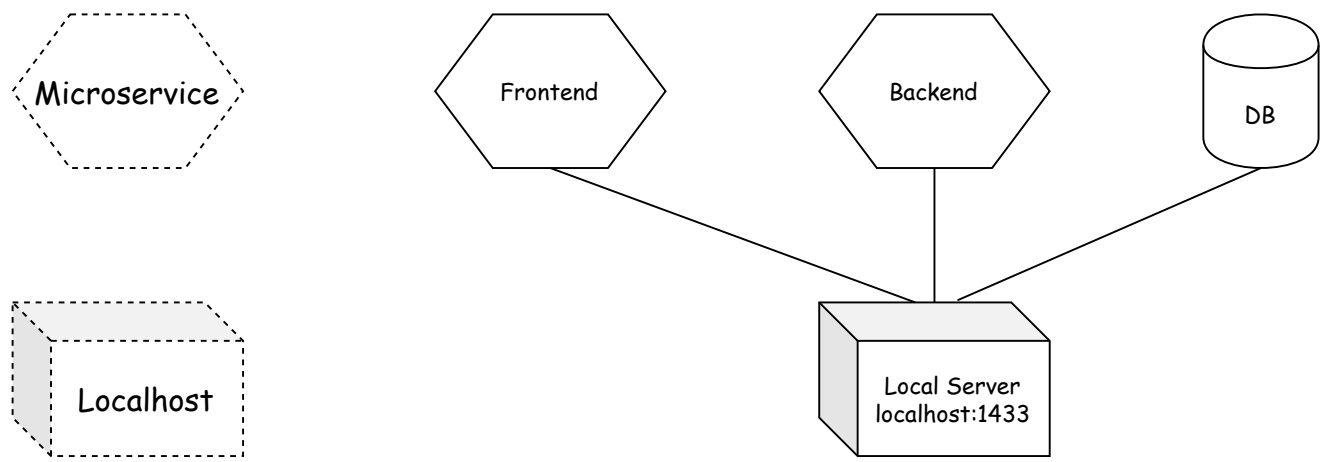 Microservice
Frontend
Backend
DB
Localhost
Local Server
localhost:1433